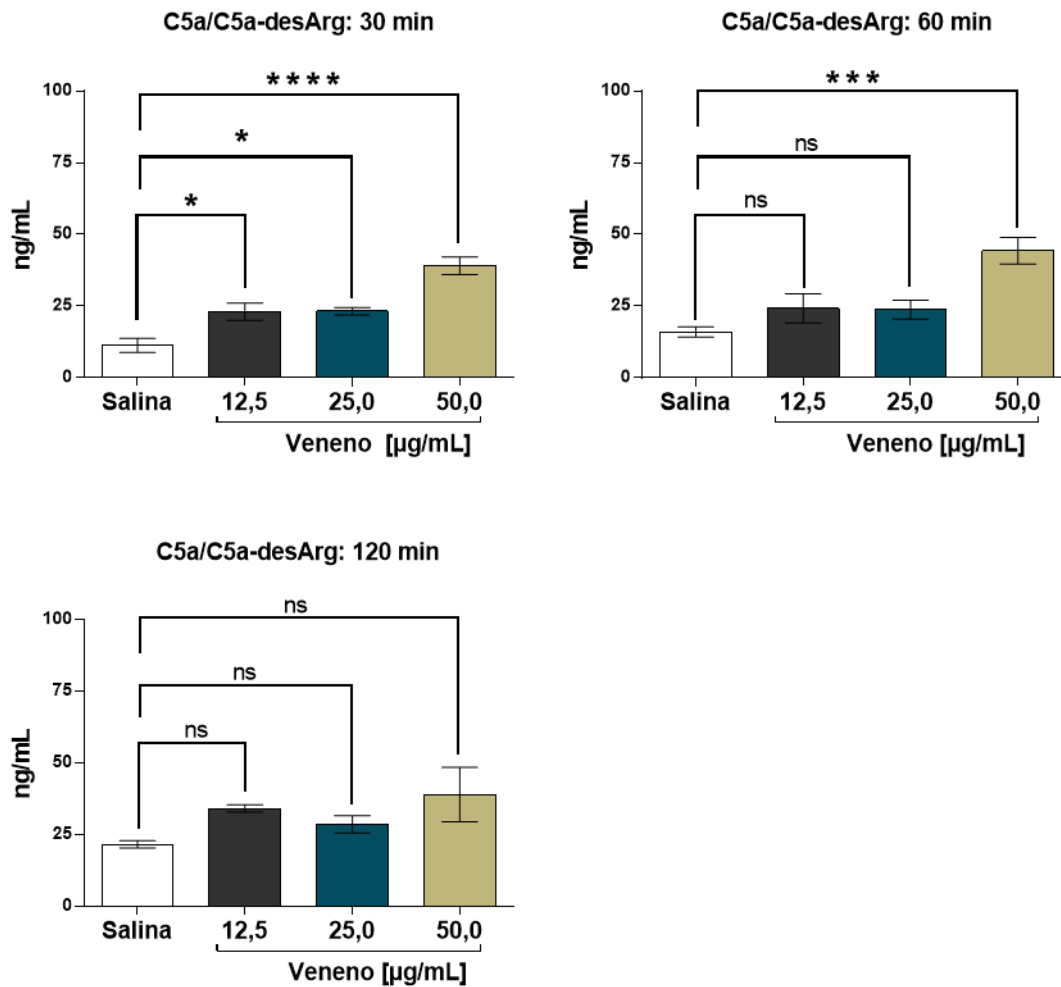 C5a/C5a-desArg: 30 min
****
*
*
100
75
50
25
0
ng/mL
Salina 12,5 25,0 50,0
Veneno [µg/mL]
C5a/C5a-desArg: 60 min
***
ns
ns
100
75
50
25
0
ng/mL
Salina 12,5 25,0 50,0
Veneno [µg/mL]
C5a/C5a-desArg: 120 min
ns
ns
ns
100
75
50
25
0
ng/mL
Salina 12,5 25,0 50,0
Veneno [µg/mL]